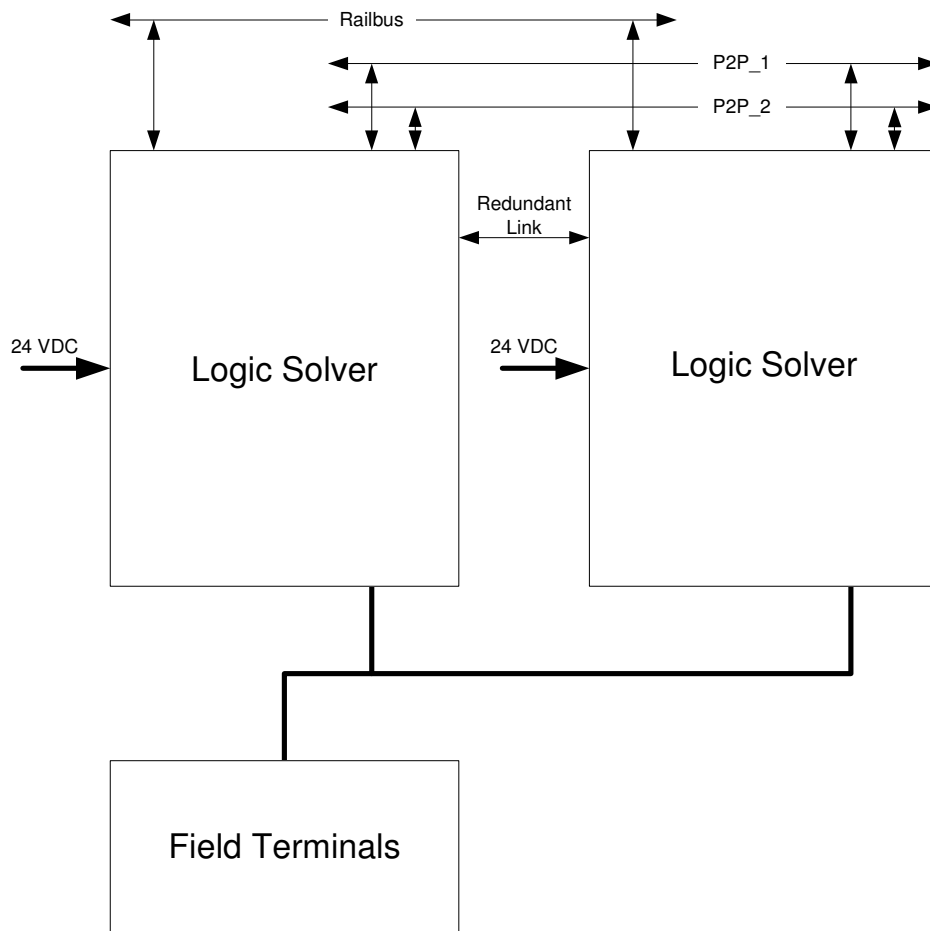 Railbus
P2P_1
P2P_2
Redundant
Link
24 VDC
24 VDC
Logic Solver
Logic Solver
Field Terminals